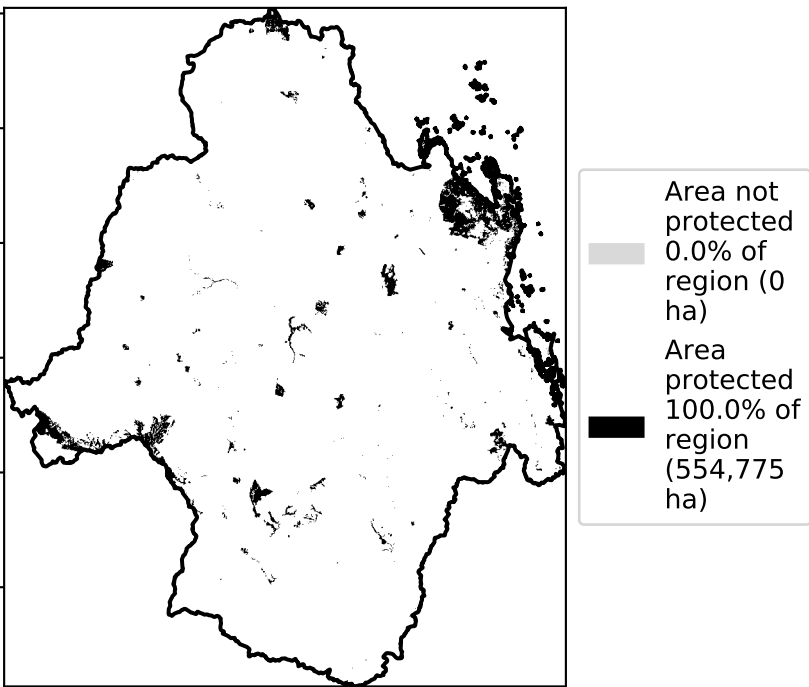 Area not
protected
0.0% of
region (0
ha)
Area
protected
100.0% of
region
(554,775
ha)